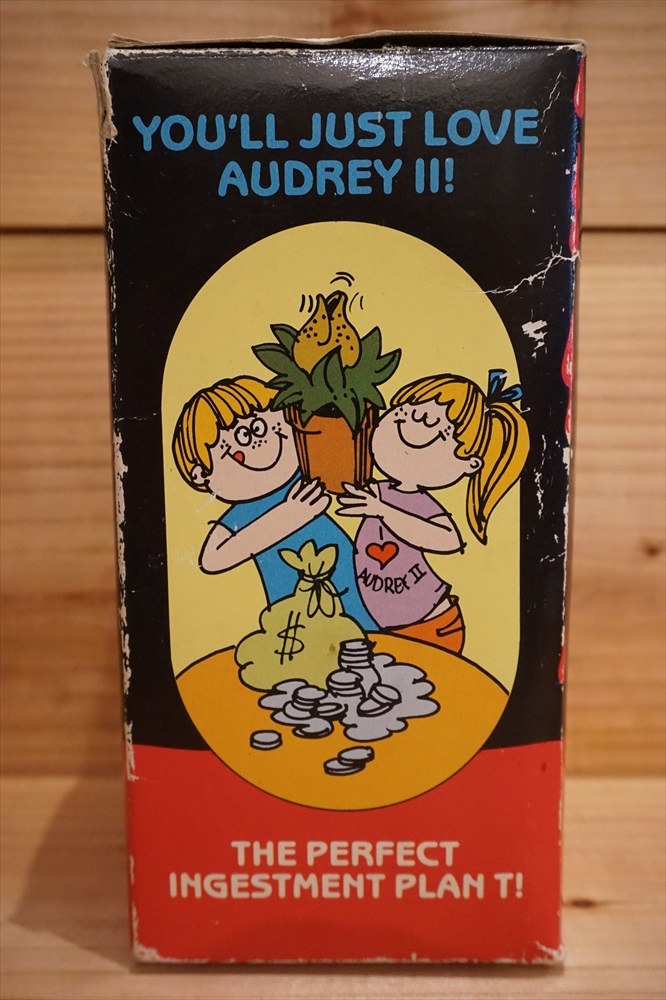 YOU'LL JUST LOVE
AUDREY II!
I
AUDREY II
$
THE PERFECT
INGESTMENT PLAN T!